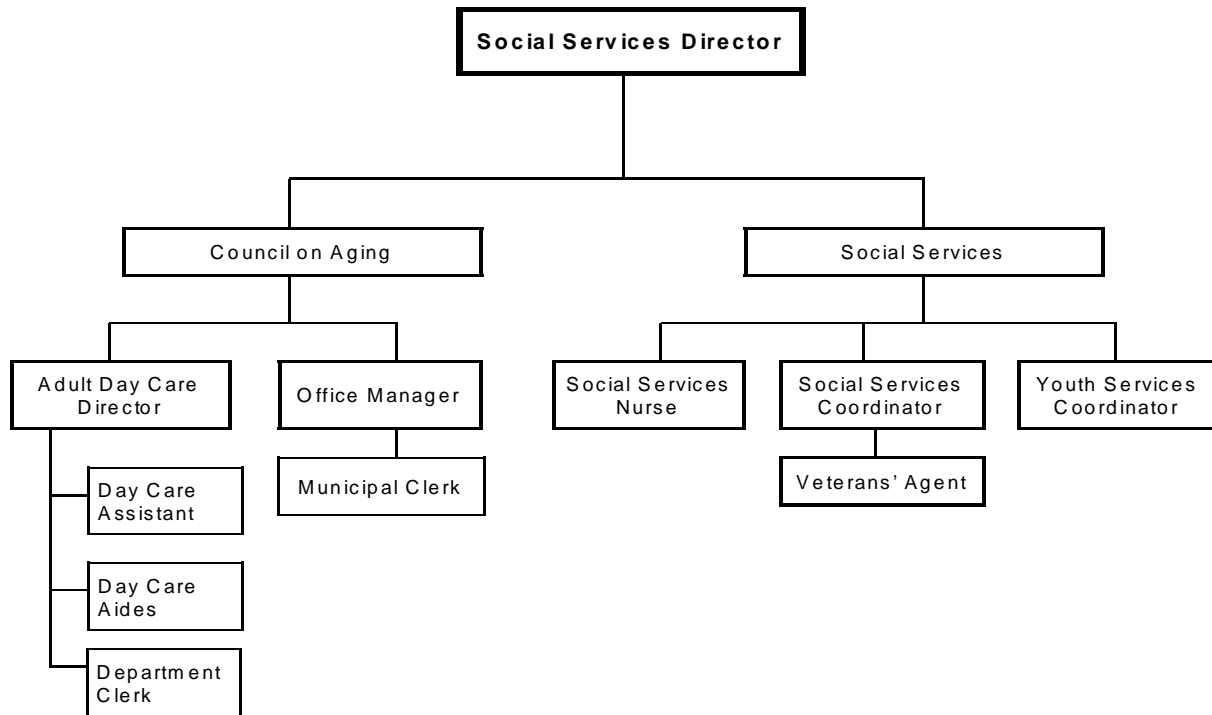 Social Services Director
Council on Aging
Social Services
Adult Day Care
Director
Office Manager
Social Services
Nurse
Social Services
Coordinator
Youth Services
Coordinator
Day Care
Assistant
Municipal Clerk
Veterans’ Agent
Day Care
Aides
Department
Clerk